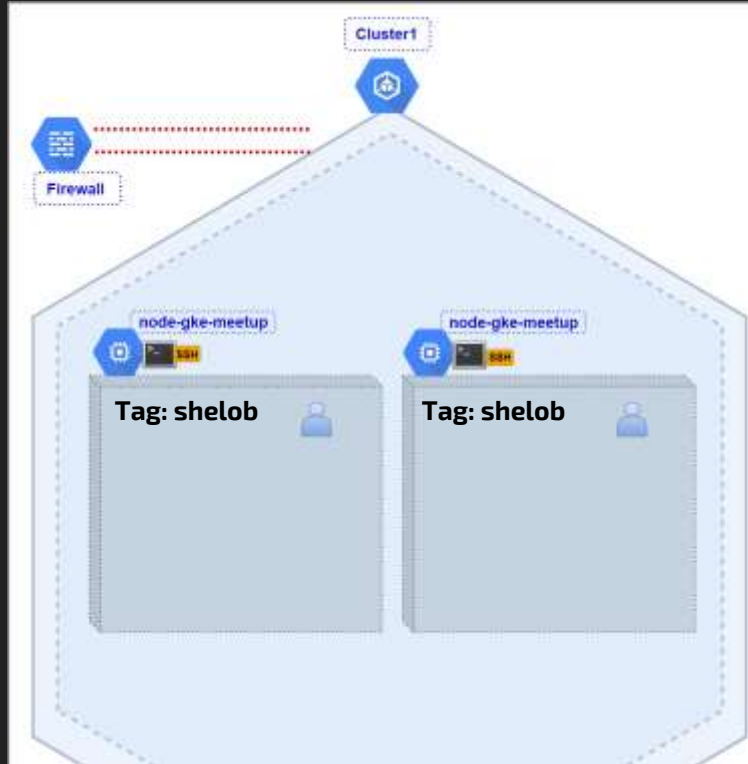 Cluster1
Firewall
node-gke-meetup
node-gke-meetup
>_ SSH
>_ SSH
Tag: shelob
Tag: shelob